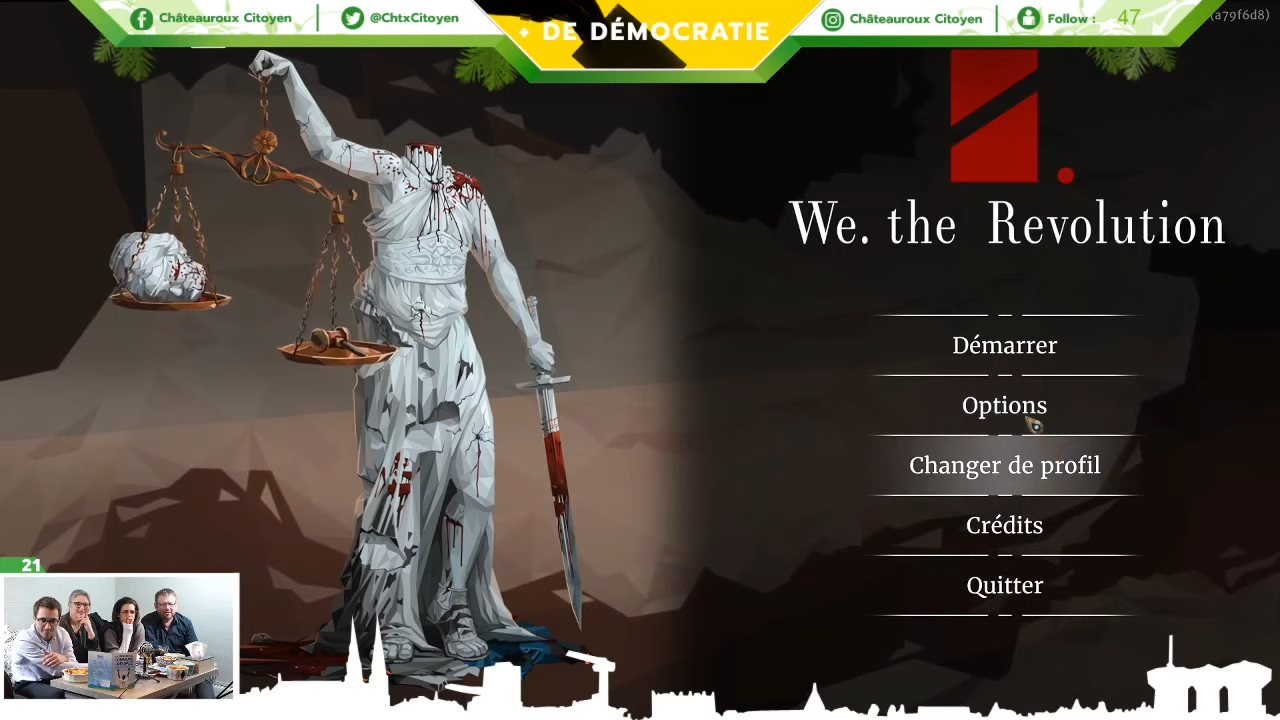 Châteauroux Citoyen
@ChtxCitoyen
+ DE DÉMOCRATIE
Châteauroux Citoyen
Follow :
47
(a79f6d8)
We. the Revolution
Démarrer
Options
Changer de profil
Crédits
Quitter
21